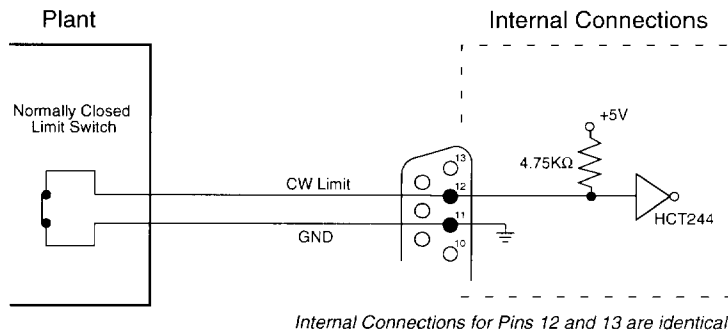 Plant
Internal Connections
Normally Closed
Limit Switch
+5V
4.75KΩ
13
CW Limit
12
HCT244
11
GND
10
Internal Connections for Pins 12 and 13 are identical